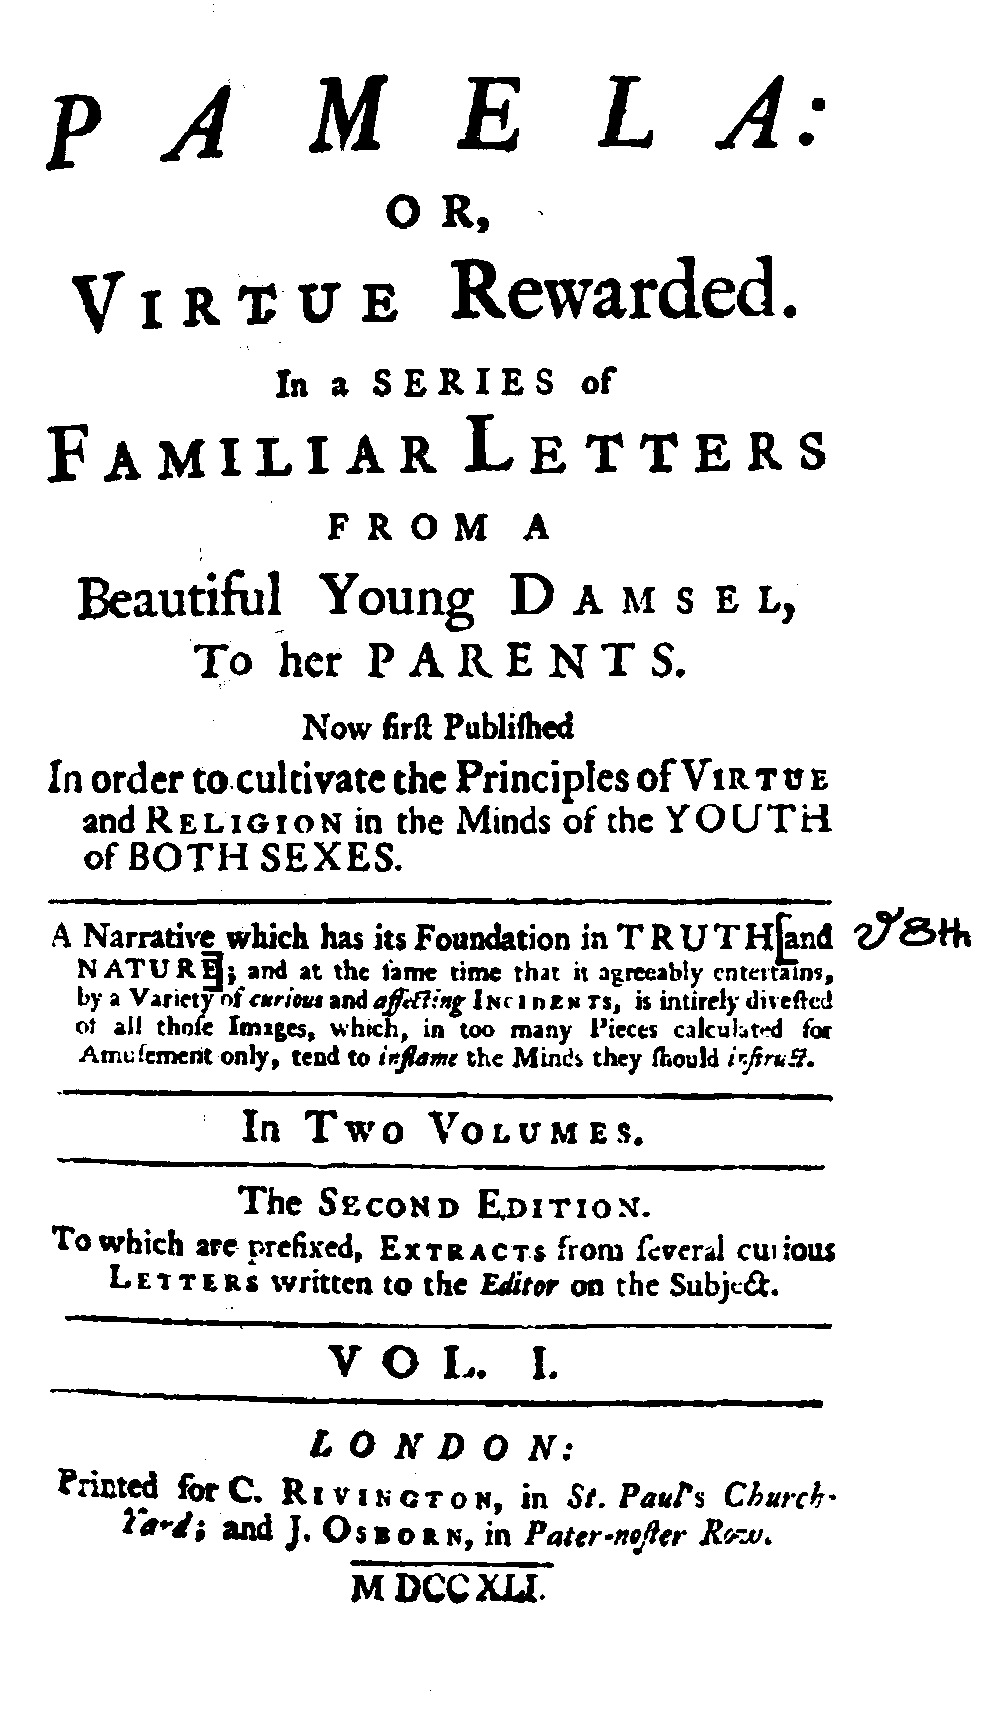 PAMELA:
OR,
VIRTUE Rewarded.
In a SERIES of
FAMILIAR LETTERS
FROM A
Beautiful Young DAMSEL,
To her PARENTS.
Now firſt Publiſhed
In order to cultivate the Principles of VIRTUE
and RELIGION in the Minds of the YOUTH
of BOTH SEXES.
A Narrative which has its Foundation in TRUTH [and
NATURE]; and at the ſame time that it agreeably entertains,
by a Variety of curious and affecting INCIDENTS, is intirely diveſted
of all thoſe Images, which, in too many Pieces calculated for
Amuſement only, tend to inflame the Minds they ſhould inſtruct.
In TWO VOLUMES.
The SECOND EDITION.
To which are prefixed, EXTRACTS from ſeveral curious
LETTERS written to the Editor on the Subject.
VOL. I.
LONDON:
Printed for C. RIVINGTON, in St. Paul's Church-
Yard; and J. OSBORN, in Pater-noſter Row.
MDCCXLI.